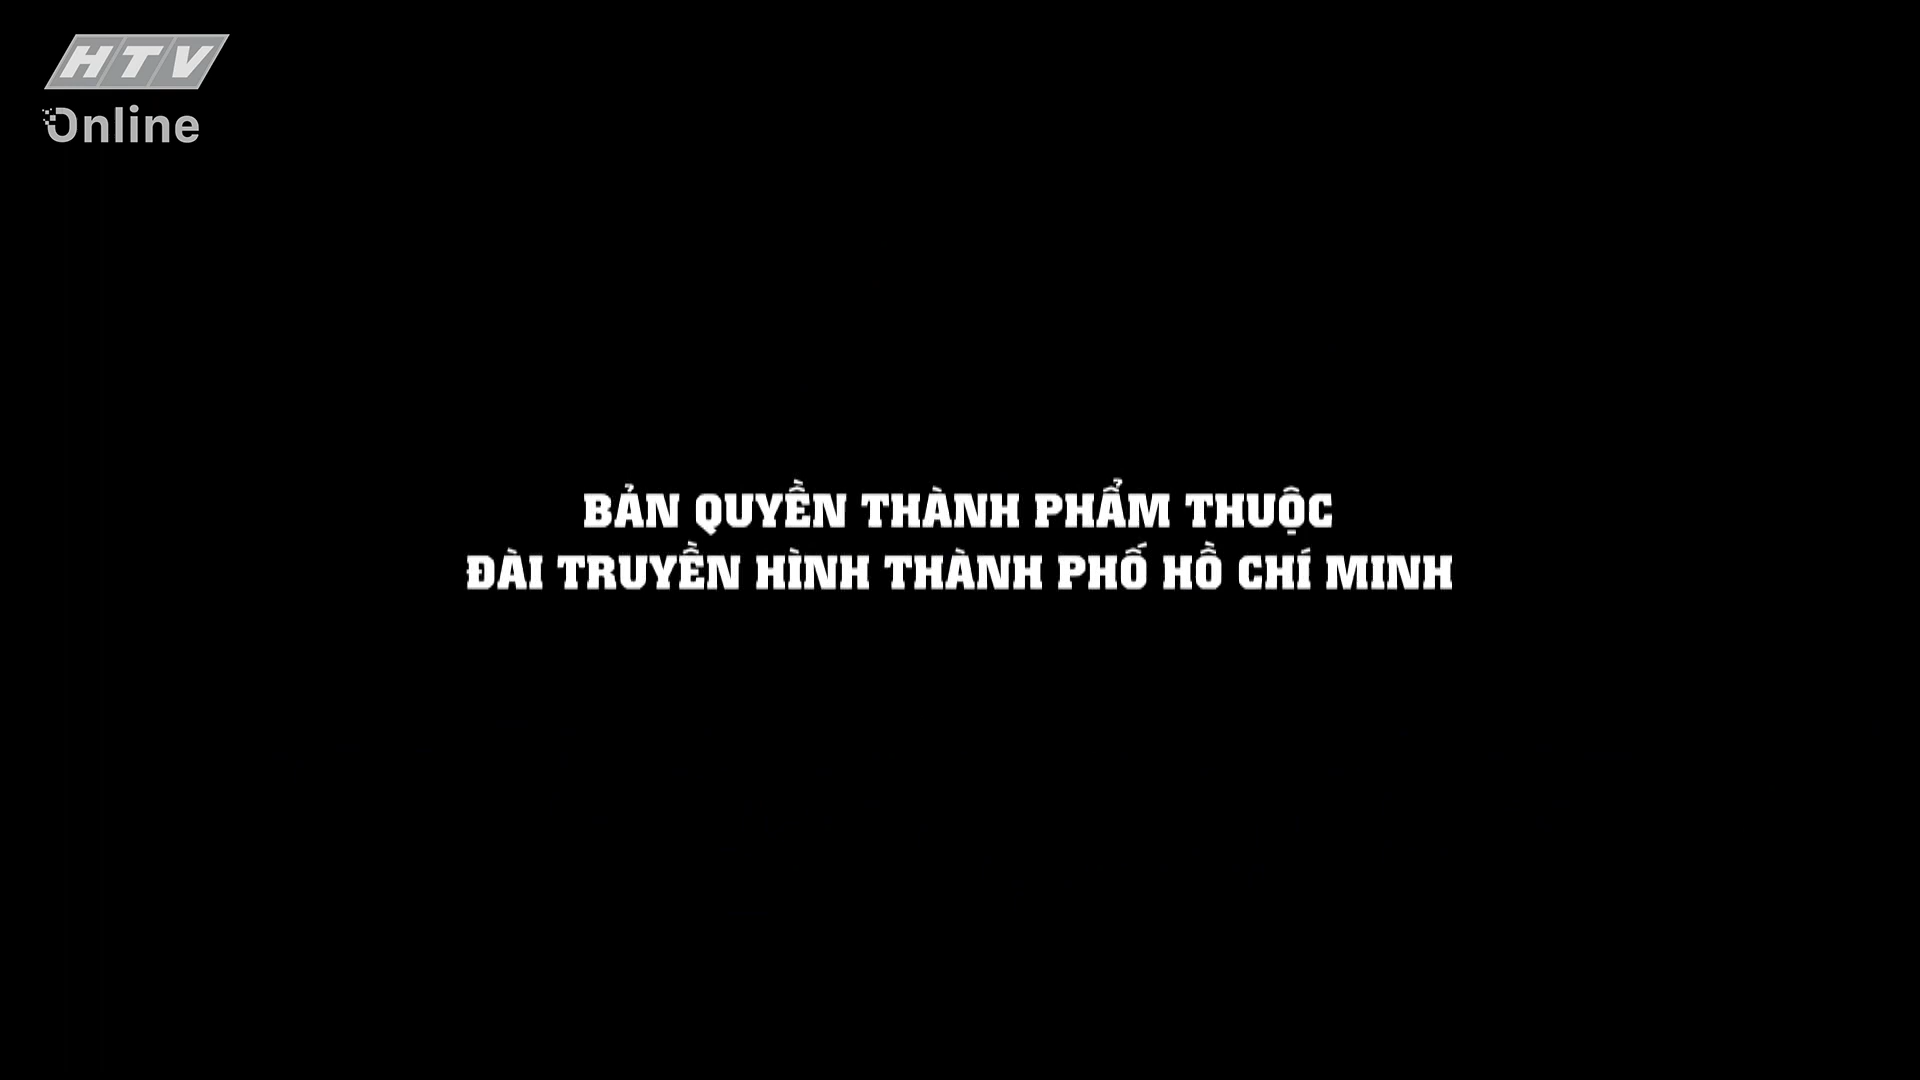 HTV
Online
BẢN QUYỀN THÀNH PHẨM THUỘC
ĐÀI TRUYỀN HÌNH THÀNH PHỐ HỒ CHÍ MINH